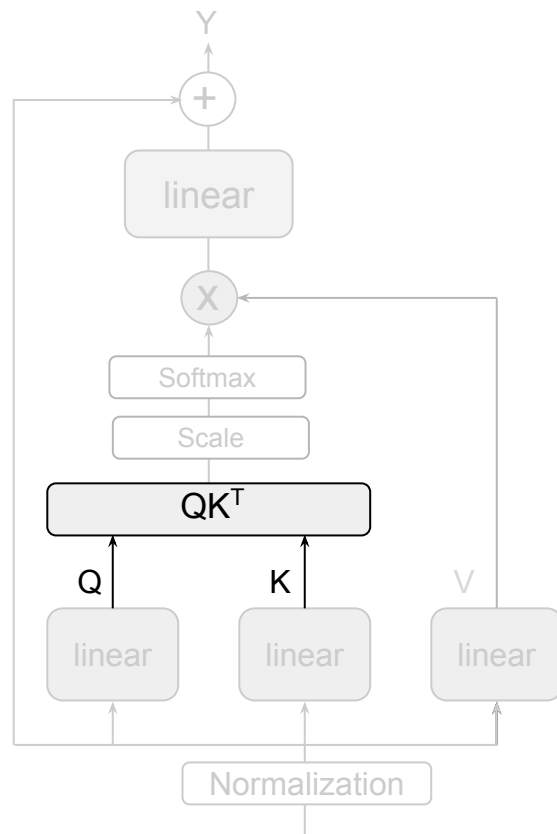 Y
+
linear
X
Softmax
Scale
QKᵀ
Q K V
linear linear linear
Normalization